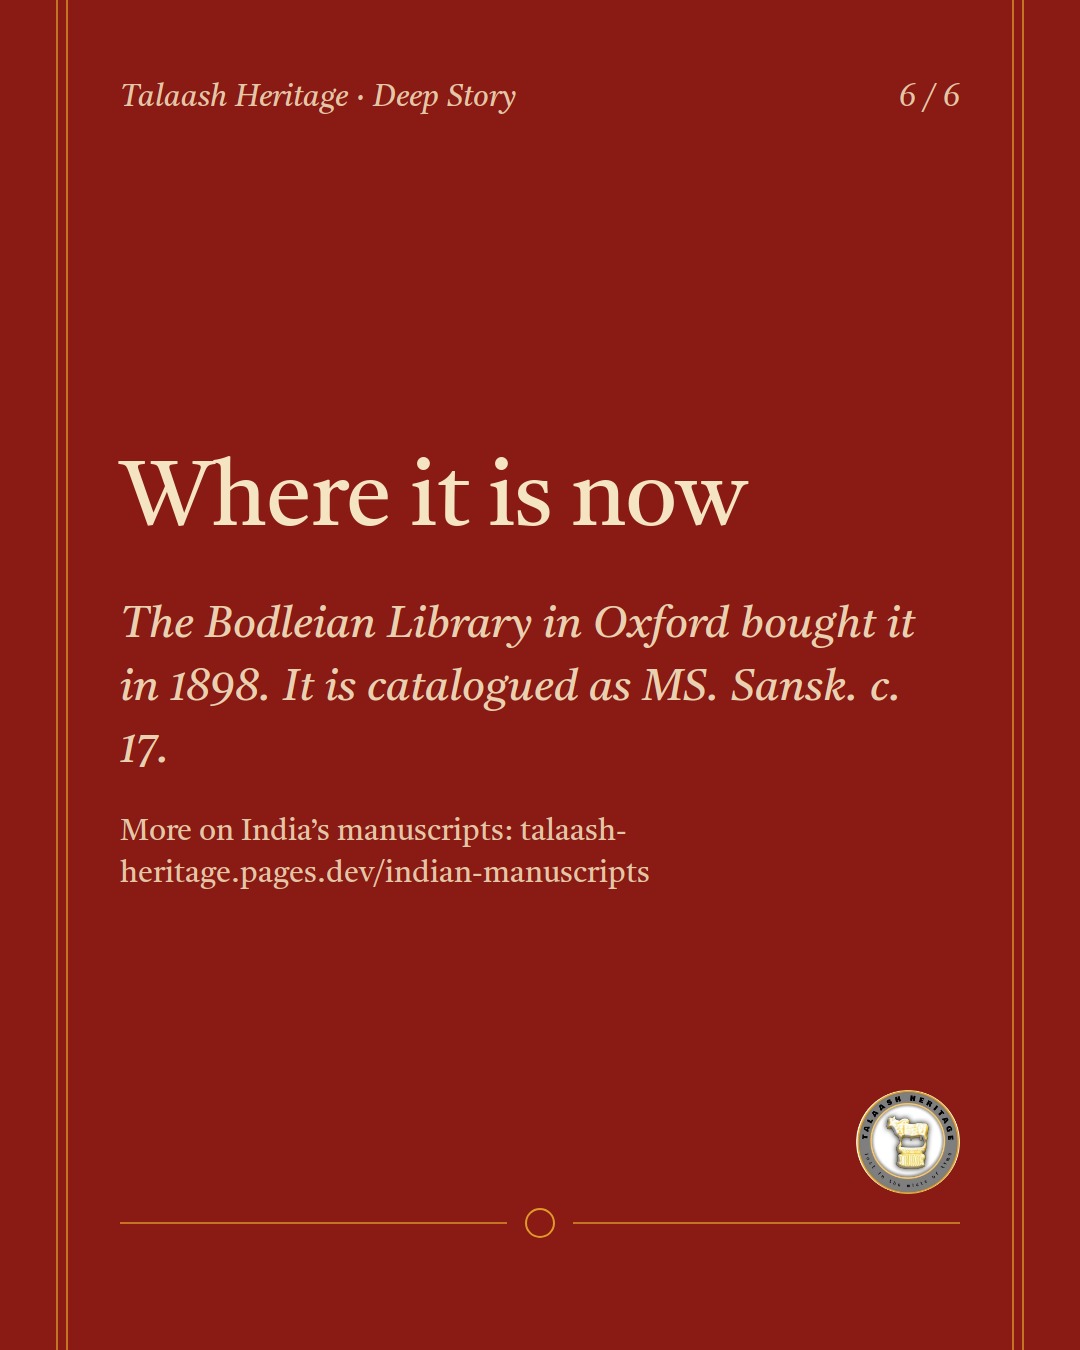 Talaash Heritage · Deep Story
6 / 6
Where it is now
The Bodleian Library in Oxford bought it
in 1898. It is catalogued as MS. Sansk. c.
17.
More on India’s manuscripts: talaash-
heritage.pages.dev/indian-manuscripts
TALAASH HERITAGE